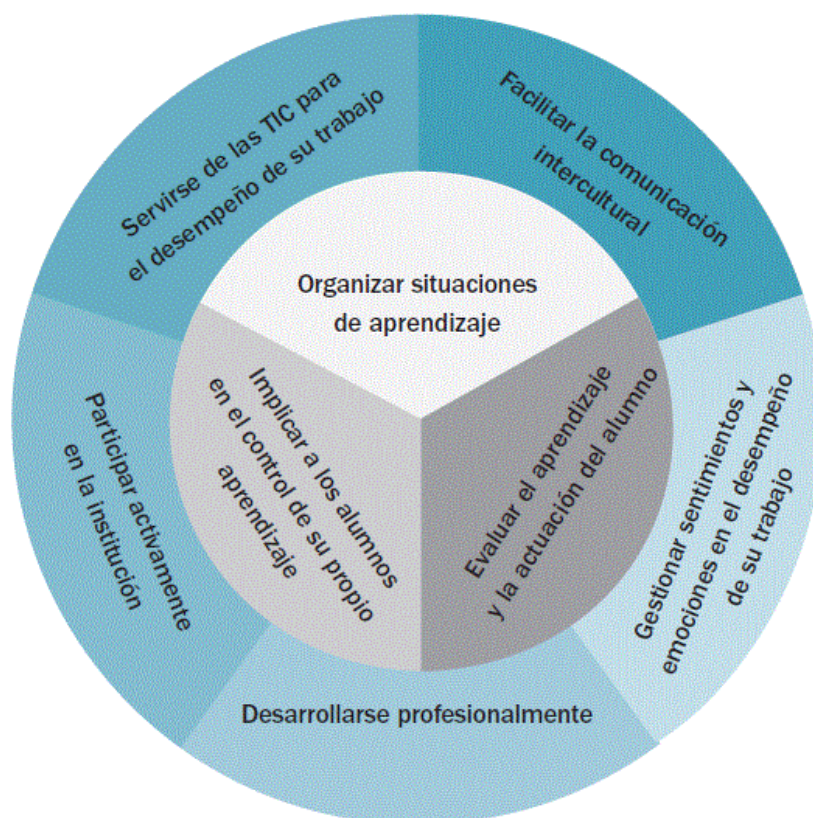 Servirse de las TIC para
el desempeño de su trabajo
Facilitar la comunicación
intercultural
Organizar situaciones
de aprendizaje
Participar activamente
en la institución
Implicar a los alumnos
en el control de su propio
aprendizaje
Evaluar el aprendizaje
y la actuación del alumno
Gestionar sentimientos y
emociones en el desempeño
de su trabajo
Desarrollarse profesionalmente